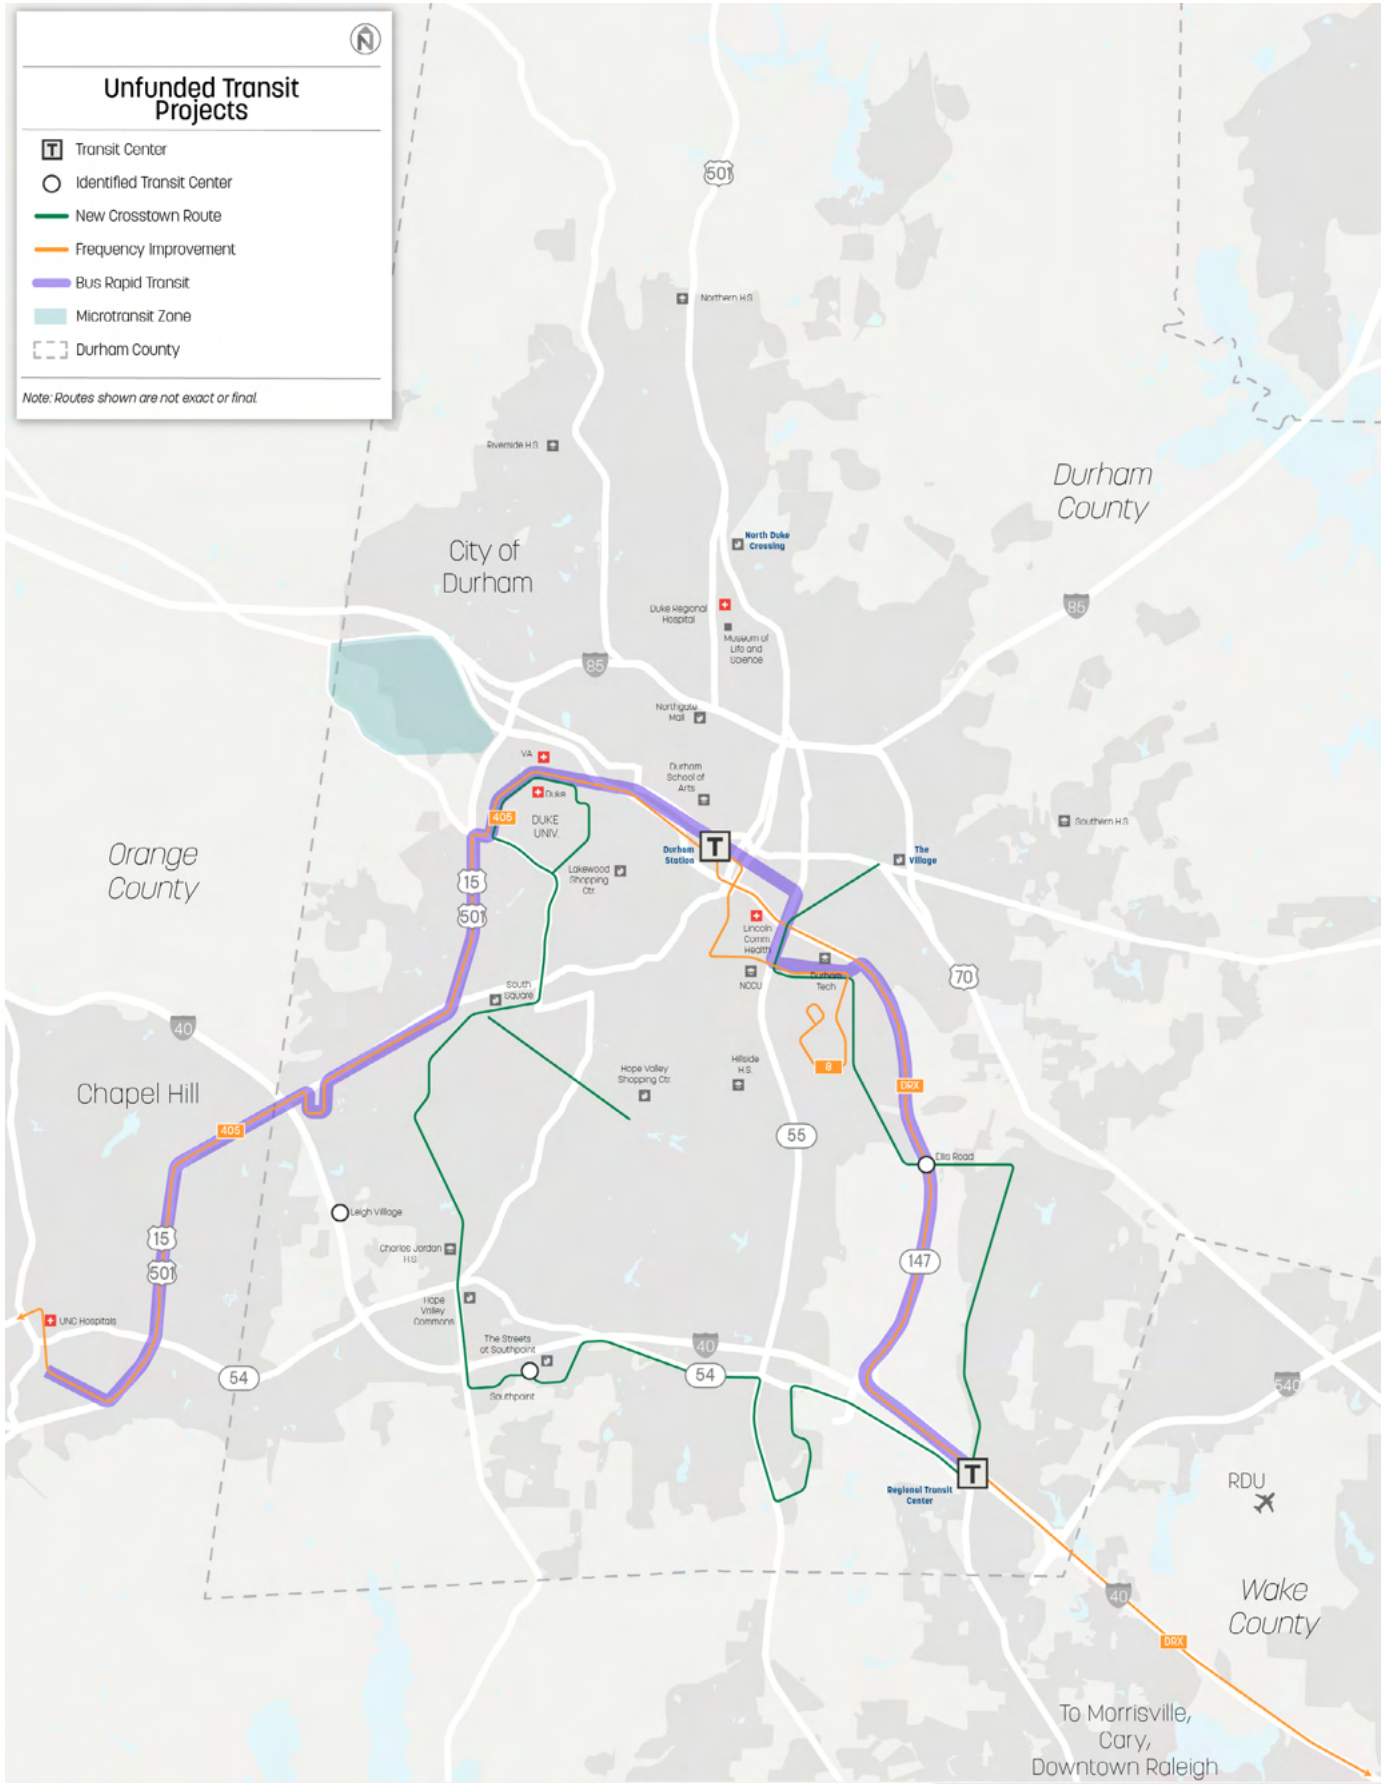 N
Unfunded Transit
Projects
T Transit Center
Identified Transit Center
New Crosstown Route
Frequency Improvement
Bus Rapid Transit
Microtransit Zone
Durham County
Note: Routes shown are not exact or final.
501
Northern H.S.
Riverside H.S.
Durham
County
North Duke
Crossing
City of
Durham
85
Duke Regional
Hospital
Museum of
Life and
Science
85
Northgate
Mall
VA
Durham
School of
Arts
Duke
405
DUKE
UNIV.
Southern H.S.
T
Durham
Station
The
Village
Orange
County
Lakewood
Shopping
Ctr.
15
501
Lincoln
Comm.
Health
NCCU
Durham
Tech
70
South
Square
40
Hope Valley
Shopping Ctr.
Hillside
H.S.
8
DRX
Chapel Hill
405
55
Ellis Road
Leigh Village
15
501
Charles Jordan
H.S.
147
Hope
Valley
Commons
UNC Hospitals
The Streets
at Southpoint
40
54
54
Southpoint
540
T
Regional Transit
Center
RDU
40
Wake
County
DRX
To Morrisville,
Cary,
Downtown Raleigh